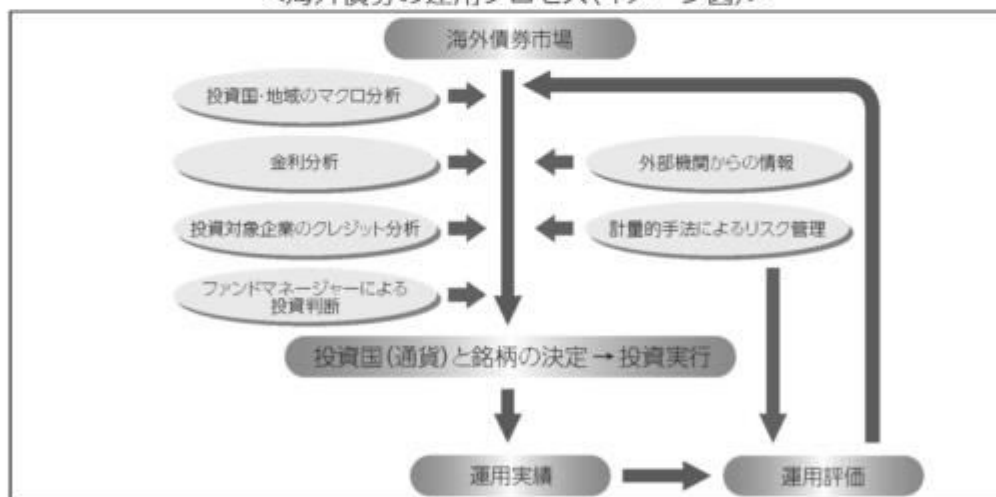 海外債券市場
投資国・地域のマクロ分析
金利分析
外部機関からの情報
投資対象企業のクレジット分析
計量的手法によるリスク管理
ファンドマネージャーによる
投資判断
投資国(通貨)と銘柄の決定→投資実行
運用実績
運用評価